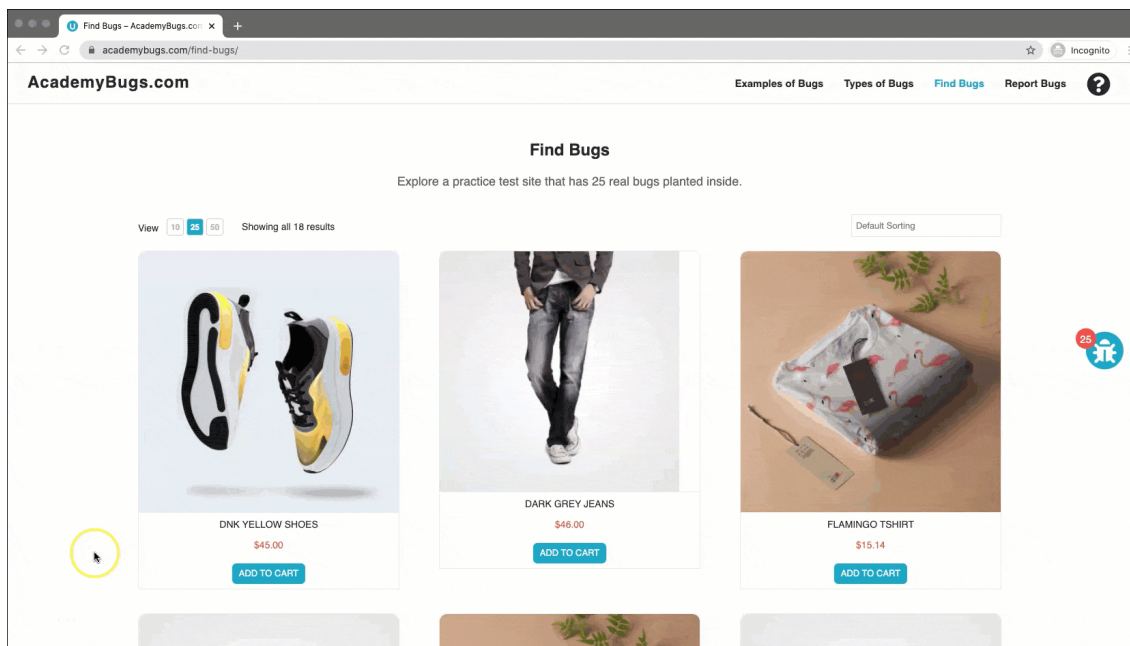 Find Bugs – AcademyBugs.com
academybugs.com/find-bugs/
Incognito
AcademyBugs.com
Examples of Bugs
Types of Bugs
Find Bugs
Report Bugs
?
Find Bugs
Explore a practice test site that has 25 real bugs planted inside.
View 10 25 50 Showing all 18 results
Default Sorting
25
DNK YELLOW SHOES
$45.00
ADD TO CART
DARK GREY JEANS
$46.00
ADD TO CART
FLAMINGO TSHIRT
$15.14
ADD TO CART